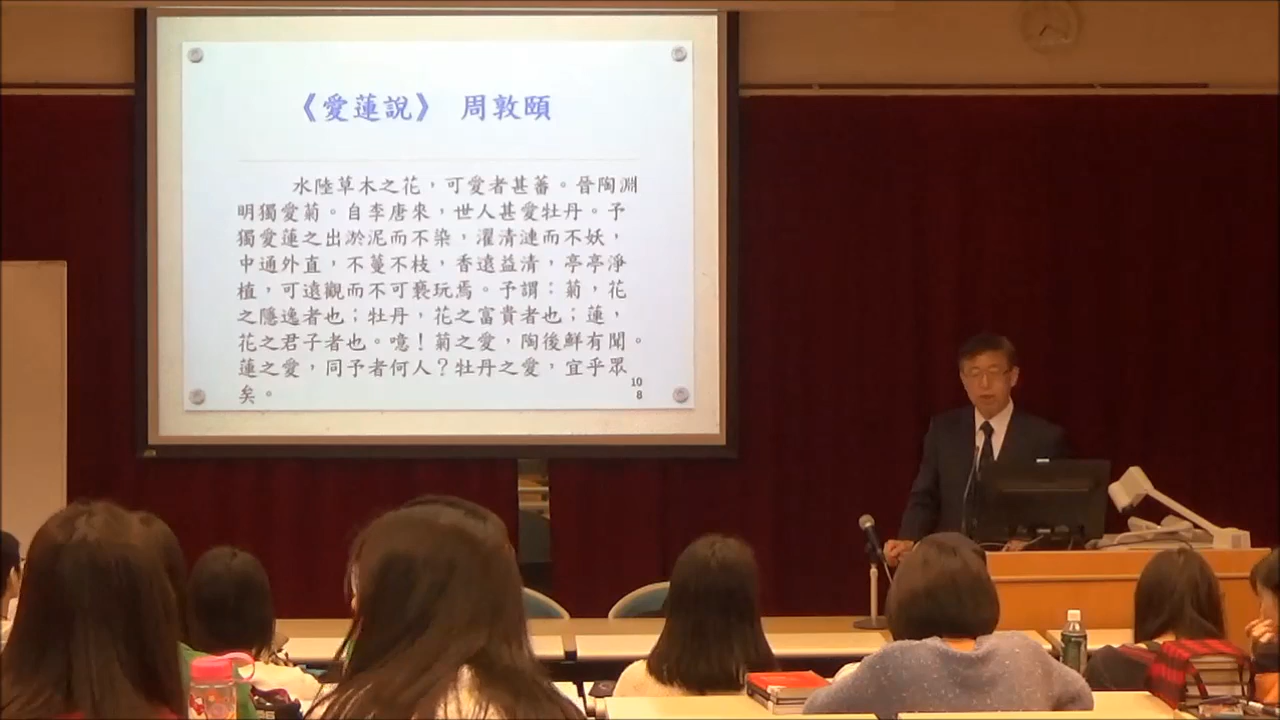 《愛蓮說》 周敦頤
水陸草木之花，可愛者甚蕃。晉陶淵
明獨愛菊。自李唐來，世人甚愛牡丹。予
獨愛蓮之出淤泥而不染，濯清漣而不妖，
中通外直，不蔓不枝，香遠益清，亭亭淨
植，可遠觀而不可褻玩焉。予謂：菊，花
之隱逸者也；牡丹，花之富貴者也；蓮，
花之君子者也。噫！菊之愛，陶後鮮有聞。
蓮之愛，同予者何人？牡丹之愛，宜乎眾
矣。
10
8